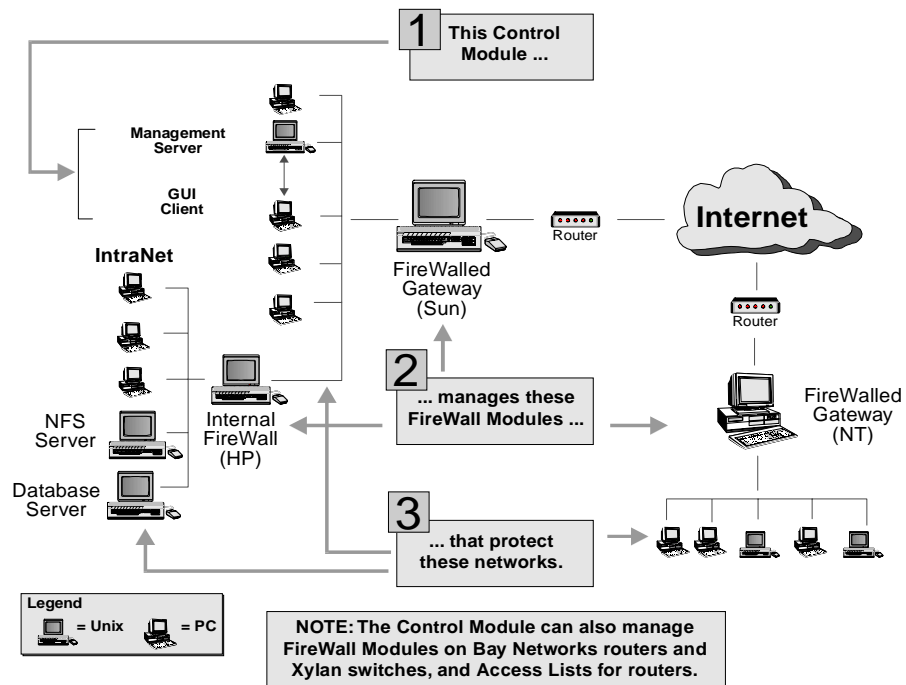 1
This Control
Module ...
Management
Server
GUI
Client
IntraNet
Internet
Router
FireWalled
Gateway
(Sun)
Router
2
... manages these
FireWall Modules ...
FireWalled
Gateway
(NT)
Internal
FireWall
(HP)
NFS
Server
Database
Server
3
... that protect
these networks.
Legend
= Unix
= PC
NOTE: The Control Module can also manage
FireWall Modules on Bay Networks routers and
Xylan switches, and Access Lists for routers.